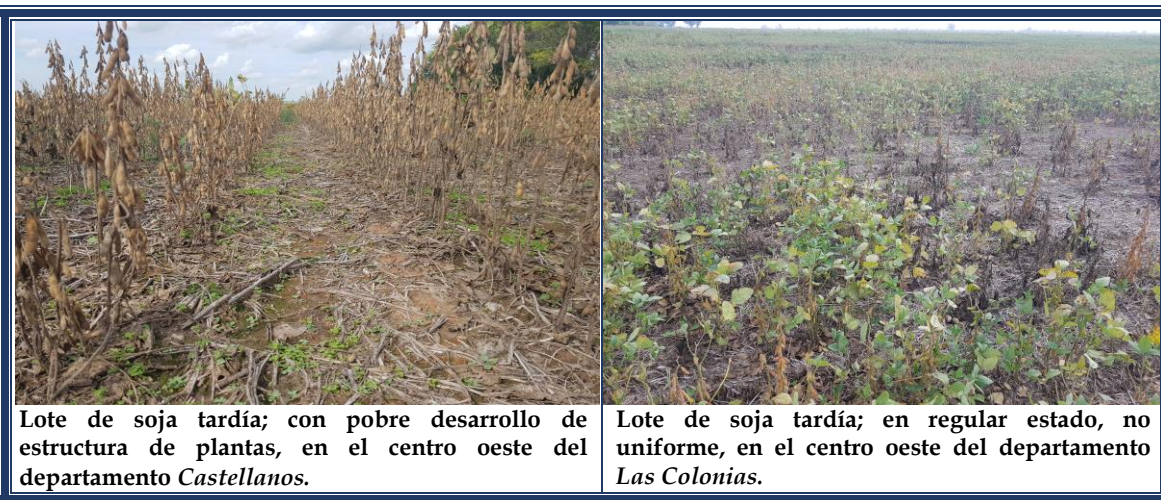 Lote de soja tardía; con pobre desarrollo de
estructura de plantas, en el centro oeste del
departamento Castellanos.
Lote de soja tardía; en regular estado, no
uniforme, en el centro oeste del departamento
Las Colonias.